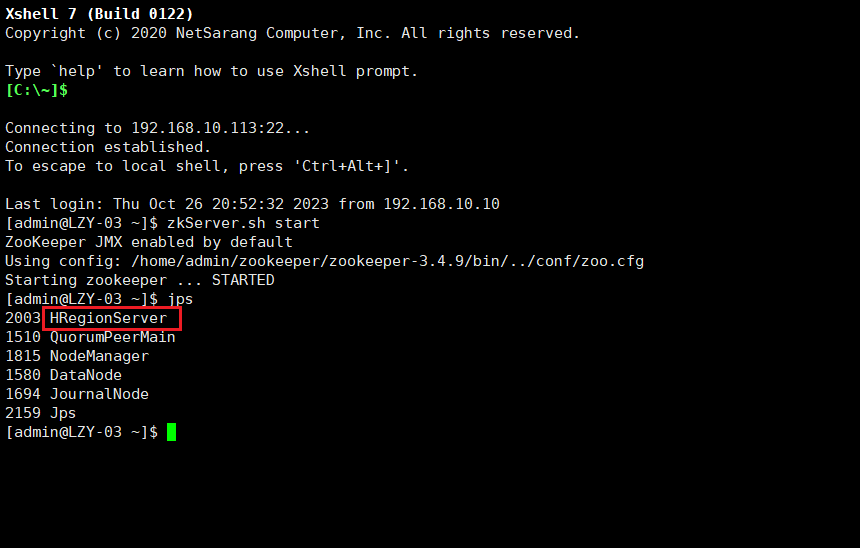 Xshell 7 (Build 0122)
Copyright (c) 2020 NetSarang Computer, Inc. All rights reserved.
Type `help' to learn how to use Xshell prompt.
[C:\~]$
Connecting to 192.168.10.113:22...
Connection established.
To escape to local shell, press 'Ctrl+Alt+]'.
Last login: Thu Oct 26 20:52:32 2023 from 192.168.10.10
[admin@LZY-03 ~]$ zkServer.sh start
ZooKeeper JMX enabled by default
Using config: /home/admin/zookeeper/zookeeper-3.4.9/bin/../conf/zoo.cfg
Starting zookeeper ... STARTED
[admin@LZY-03 ~]$ jps
2003 HRegionServer
1510 QuorumPeerMain
1815 NodeManager
1580 DataNode
1694 JournalNode
2159 Jps
[admin@LZY-03 ~]$